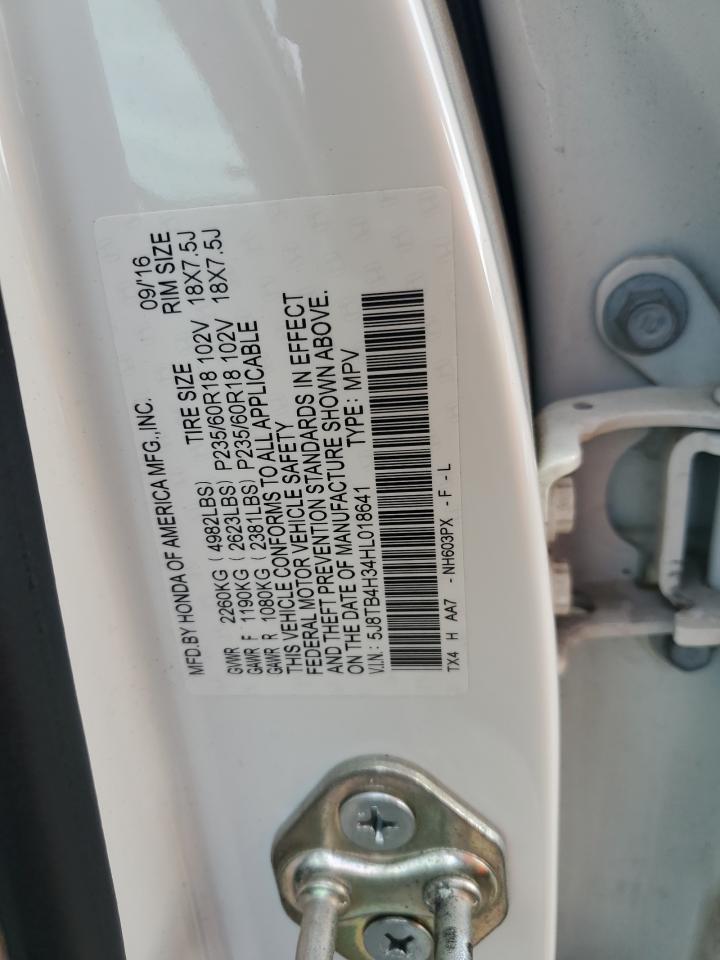 MFD.BY HONDA OF AMERICA MFG.,INC. 09/'16
TIRE SIZE RIM SIZE
GVWR 2260KG (4982LBS)
GAWR F 1190KG (2623LBS) P235/60R18 102V 18X7.5J
GAWR R 1080KG (2381LBS) P235/60R18 102V 18X7.5J
THIS VEHICLE CONFORMS TO ALL APPLICABLE
FEDERAL MOTOR VEHICLE SAFETY
AND THEFT PREVENTION STANDARDS IN EFFECT
ON THE DATE OF MANUFACTURE SHOWN ABOVE.
V.I.N.: 5J8TB4H34HL018641 TYPE: MPV
TX4 H AA7 -NH603PX -F-L